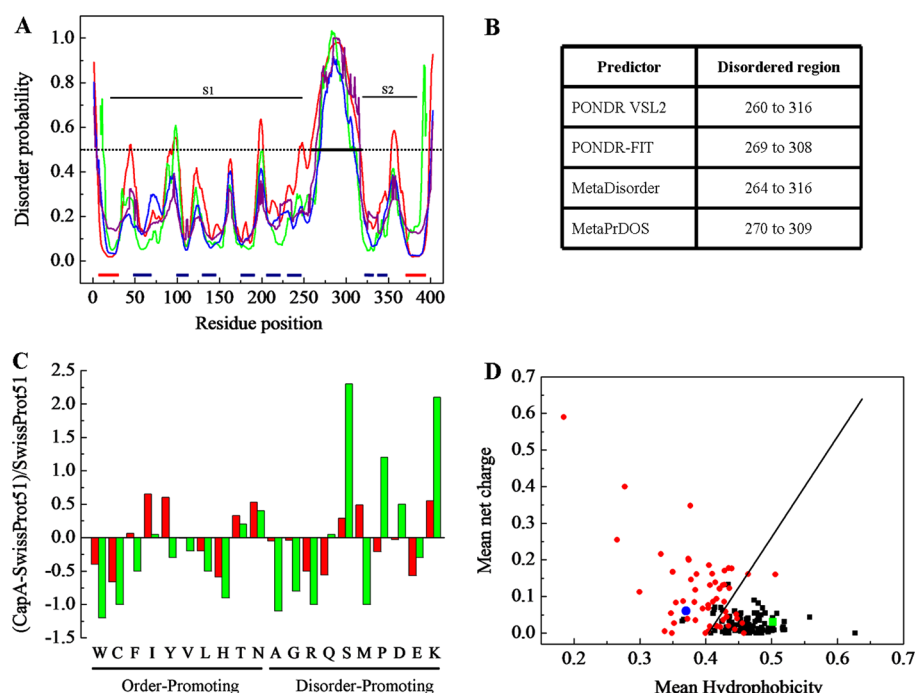 A
Disorder probability
1.0
0.8
0.6
0.4
0.2
0.0
S1
S2
0 50 100 150 200 250 300 350 400
Residue position
B
Predictor Disordered region
PONDR VSL2 260 to 316
PONDR-FIT 269 to 308
MetaDisorder 264 to 316
MetaPrDOS 270 to 309
C
(CapA-SwissProt51)/SwissProt51
2.5
2.0
1.5
1.0
0.5
0.0
-0.5
-1.0
-1.5
W C F I Y V L H T N A G R Q S M P D E K
Order-Promoting Disorder-Promoting
D
Mean net charge
0.7
0.6
0.5
0.4
0.3
0.2
0.1
0.0
0.2 0.3 0.4 0.5 0.6 0.7
Mean Hydrophobicity